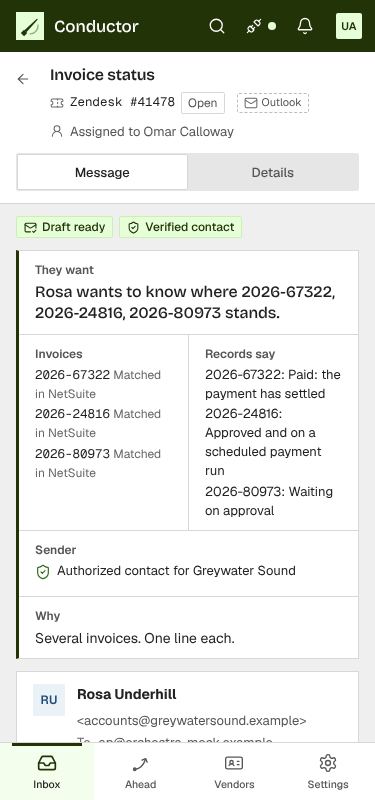 Conductor
UA
Invoice status
Zendesk #41478 Open Outlook
Assigned to Omar Calloway
Message Details
Draft ready Verified contact
They want
Rosa wants to know where 2026-67322,
2026-24816, 2026-80973 stands.
Invoices
2026-67322 Matched
in NetSuite
2026-24816 Matched
in NetSuite
2026-80973 Matched
in NetSuite
Records say
2026-67322: Paid: the
payment has settled
2026-24816:
Approved and on a
scheduled payment
run
2026-80973: Waiting
on approval
Sender
Authorized contact for Greywater Sound
Why
Several invoices. One line each.
RU
Rosa Underhill
<accounts@greywatersound.example>
Inbox Ahead Vendors Settings